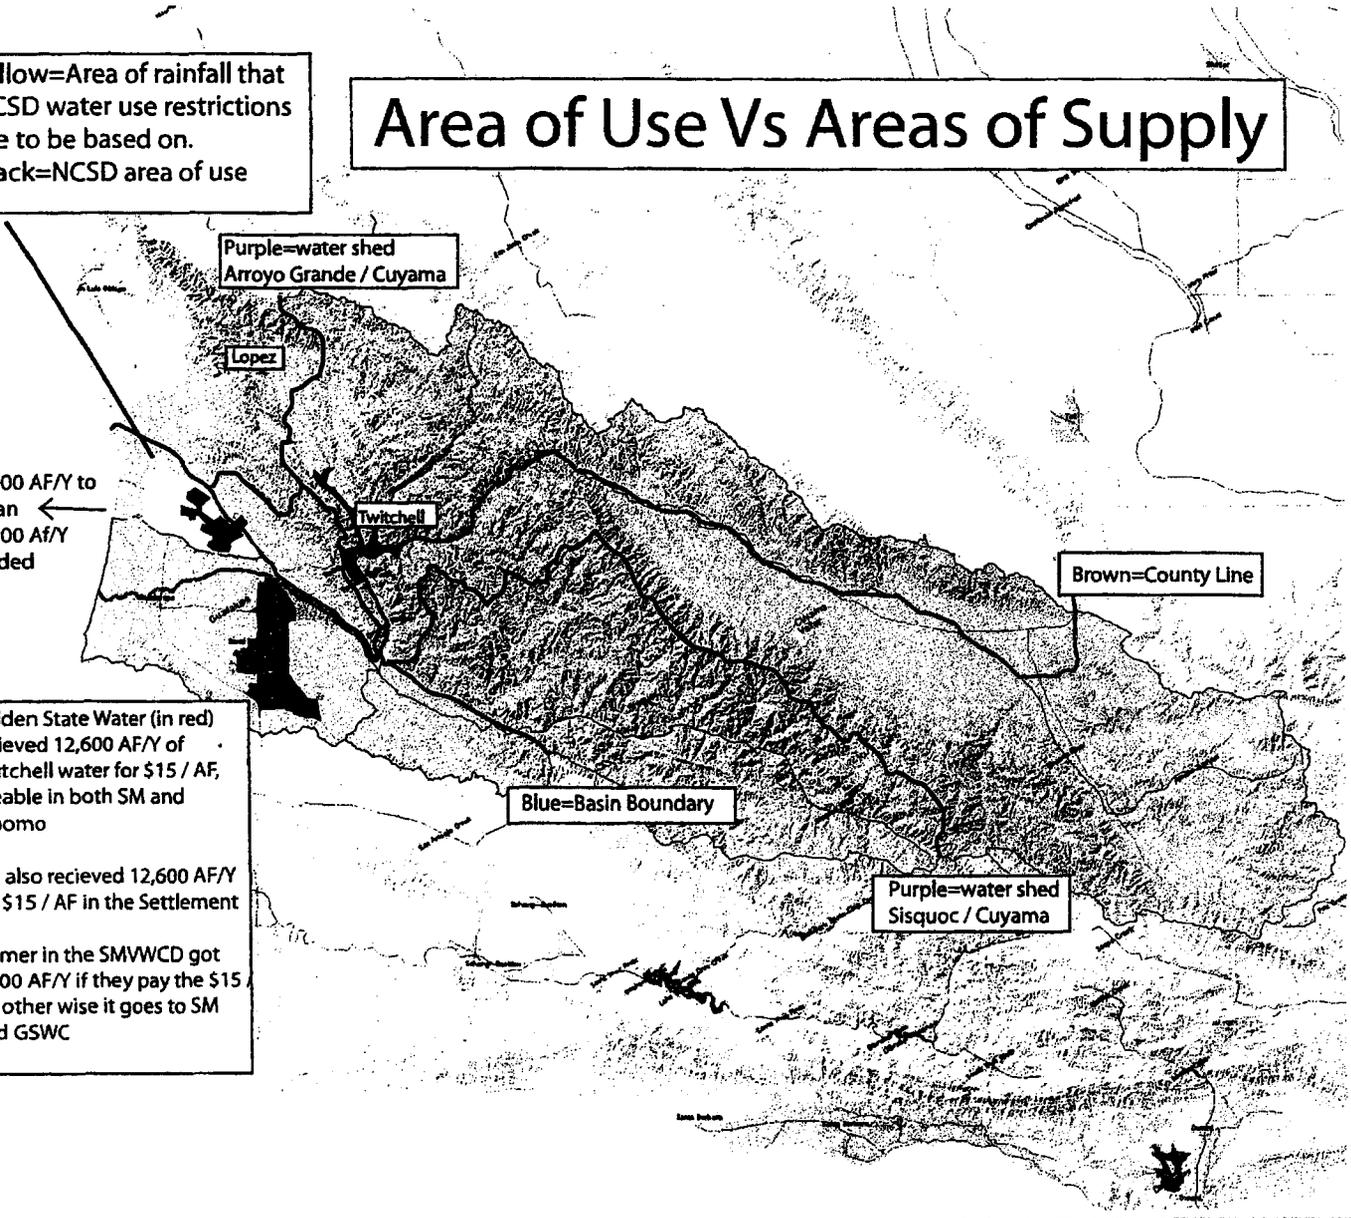 llow=Area of rainfall that
CSD water use restrictions
e to be based on.
ack=NCSD area of use
Area of Use Vs Areas of Supply
Purple=water shed
Arroyo Grande / Cuyama
Lopez
00 AF/Y to
an
00 Af/Y
ded
Twitchell
Brown=County Line
lden State Water (in red)
ieved 12,600 AF/Y of
tchell water for $15 / AF,
eable in both SM and
pomo
also recieved 12,600 AF/Y
$15 / AF in the Settlement
mer in the SMVWCD got
00 AF/Y if they pay the $15 /
other wise it goes to SM
d GSWC
Blue=Basin Boundary
Purple=water shed
Sisquoc / Cuyama